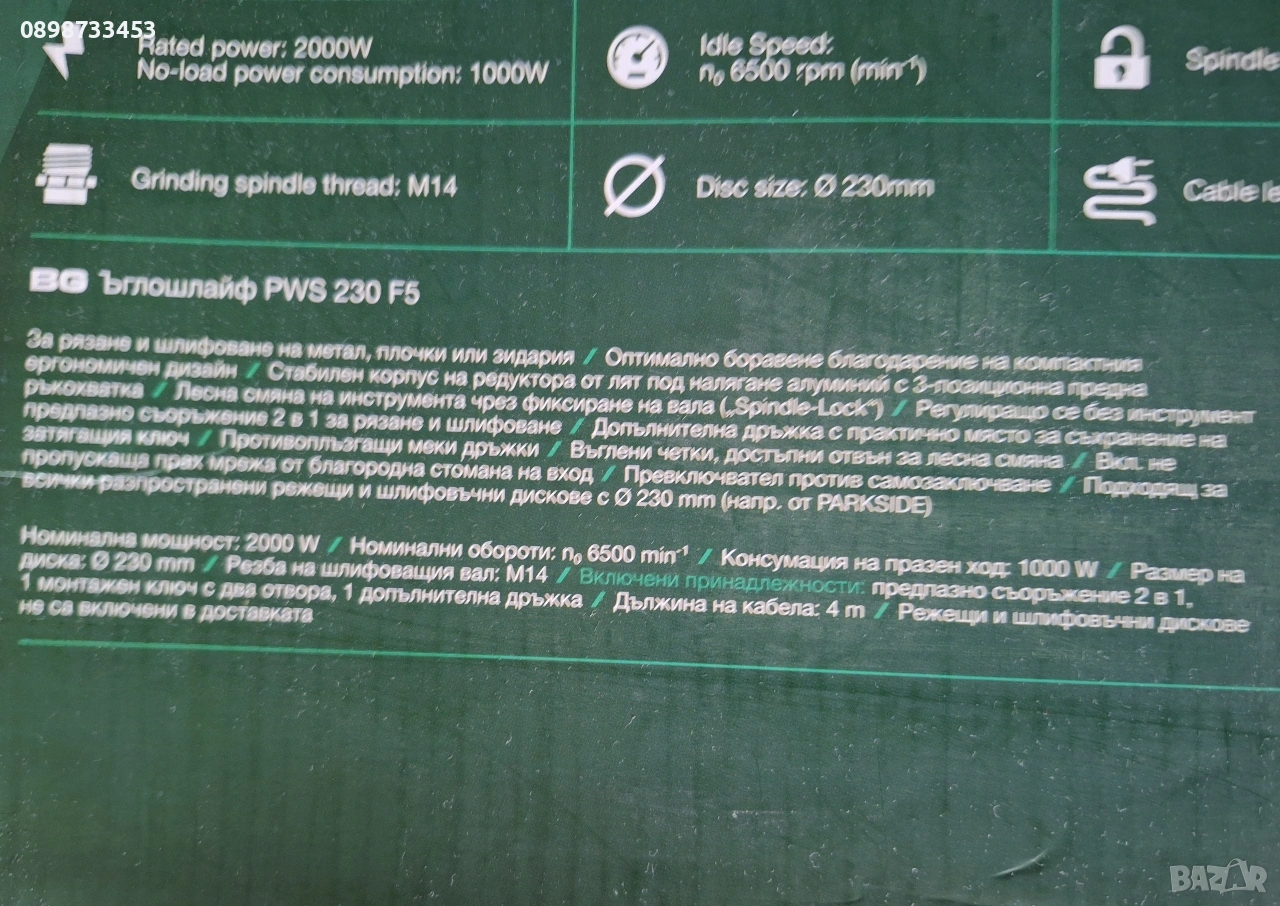 0898733453
Rated power: 2000W
No-load power consumption: 1000W
Idle Speed:
n₀ 6500 rpm (min⁻¹)
Spindle
Grinding spindle thread: M14
Disc size: Ø 230mm
Cable le
BG Ъглошлайф PWS 230 F5
За рязане и шлифоване на метал, плочки или зидария / Оптимално боравене благодарение на компактния
ергономичен дизайн / Стабилен корпус на редуктора от лят под налягане алуминий с 3-позиционна предна
ръкохватка / Лесна смяна на инструмента чрез фиксиране на вала („Spindle-Lock“) / Регулиращо се без инструмент
предпазно съоръжение 2 в 1 за рязане и шлифоване / Допълнителна дръжка с практично място за съхранение на
затягащия ключ / Противоплъзгащи меки дръжки / Въглени четки, достъпни отвън за лесна смяна / Вкл. не
пропускаща прах мрежа от благородна стомана на вход / Превключвател против самозаключване / Подходящ за
всички разпространени режещи и шлифовъчни дискове с Ø 230 mm (напр. от PARKSIDE)
Номинална мощност: 2000 W / Номинални обороти: n₀ 6500 min⁻¹ / Консумация на празен ход: 1000 W / Размер на
диска: Ø 230 mm / Резба на шлифоващия вал: M14 / Включени принадлежности: предпазно съоръжение 2 в 1,
1 монтажен ключ с два отвора, 1 допълнителна дръжка / Дължина на кабела: 4 m / Режещи и шлифовъчни дискове
не са включени в доставката
BAZAR